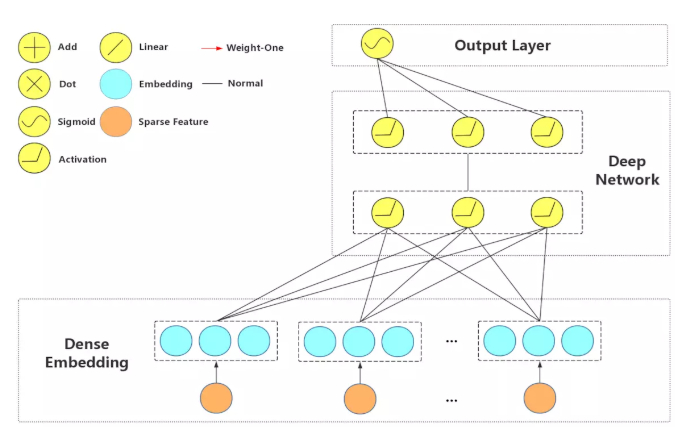 Add
Linear
Weight-One
Dot
Embedding
Normal
Sigmoid
Sparse Feature
Activation
Output Layer
Deep
Network
Dense
Embedding
...
...